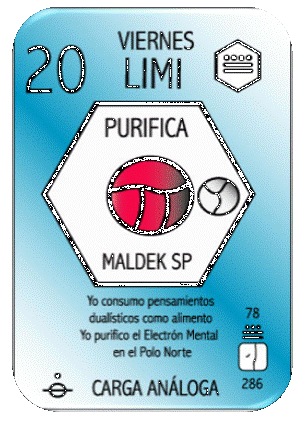 20
VIERNES
LIMI
PURIFICA
MALDEK SP
Yo consumo pensamientos
dualísticos como alimento
Yo purifico el Electrón Mental
en el Polo Norte
78
286
CARGA ANÁLOGA